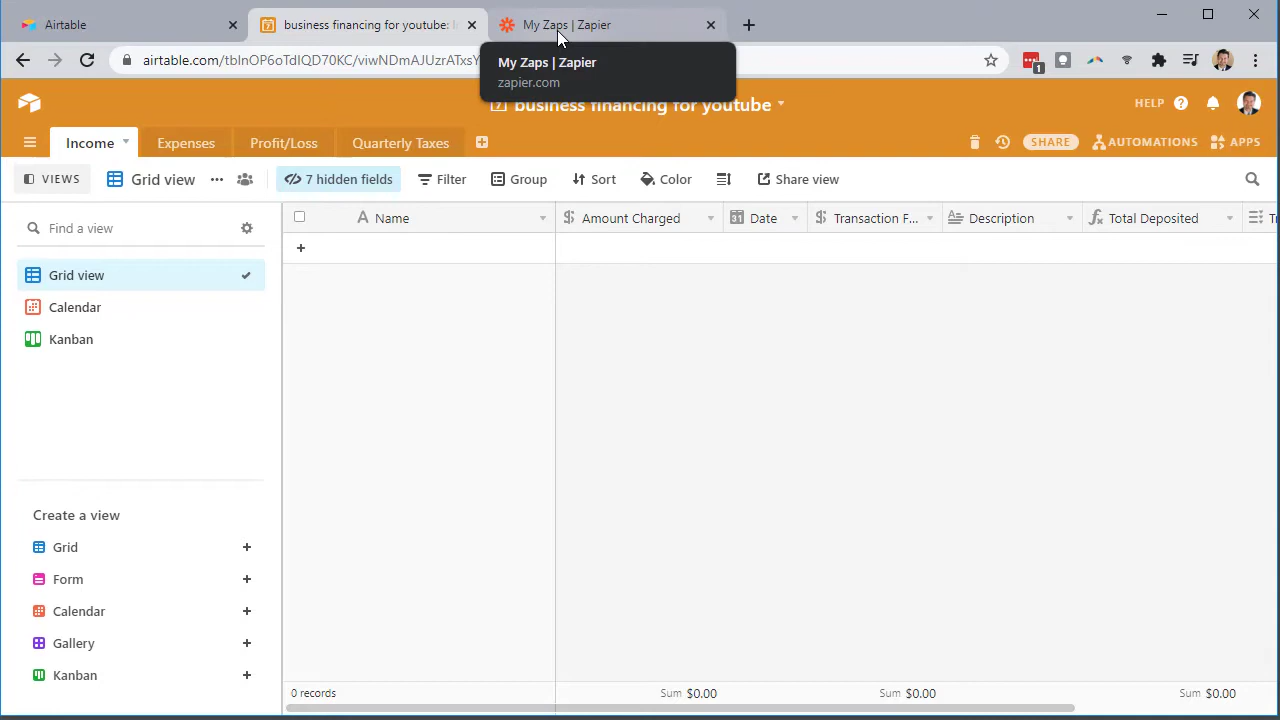 Airtable
business financing for youtube: I
My Zaps | Zapier
airtable.com/tblnOP6oTdIQD70KC/viwNDmAJUzrATxsY
My Zaps | Zapier
zapier.com
1
business financing for youtube
HELP
Income
Expenses
Profit/Loss
Quarterly Taxes
SHARE
AUTOMATIONS
APPS
VIEWS
Grid view
7 hidden fields
Filter
Group
Sort
Color
Share view
Find a view
Name
Amount Charged
Date
Transaction F...
Description
Total Deposited
Grid view
Calendar
Kanban
Create a view
Grid
Form
Calendar
Gallery
Kanban
0 records
Sum $0.00
Sum $0.00
Sum $0.00